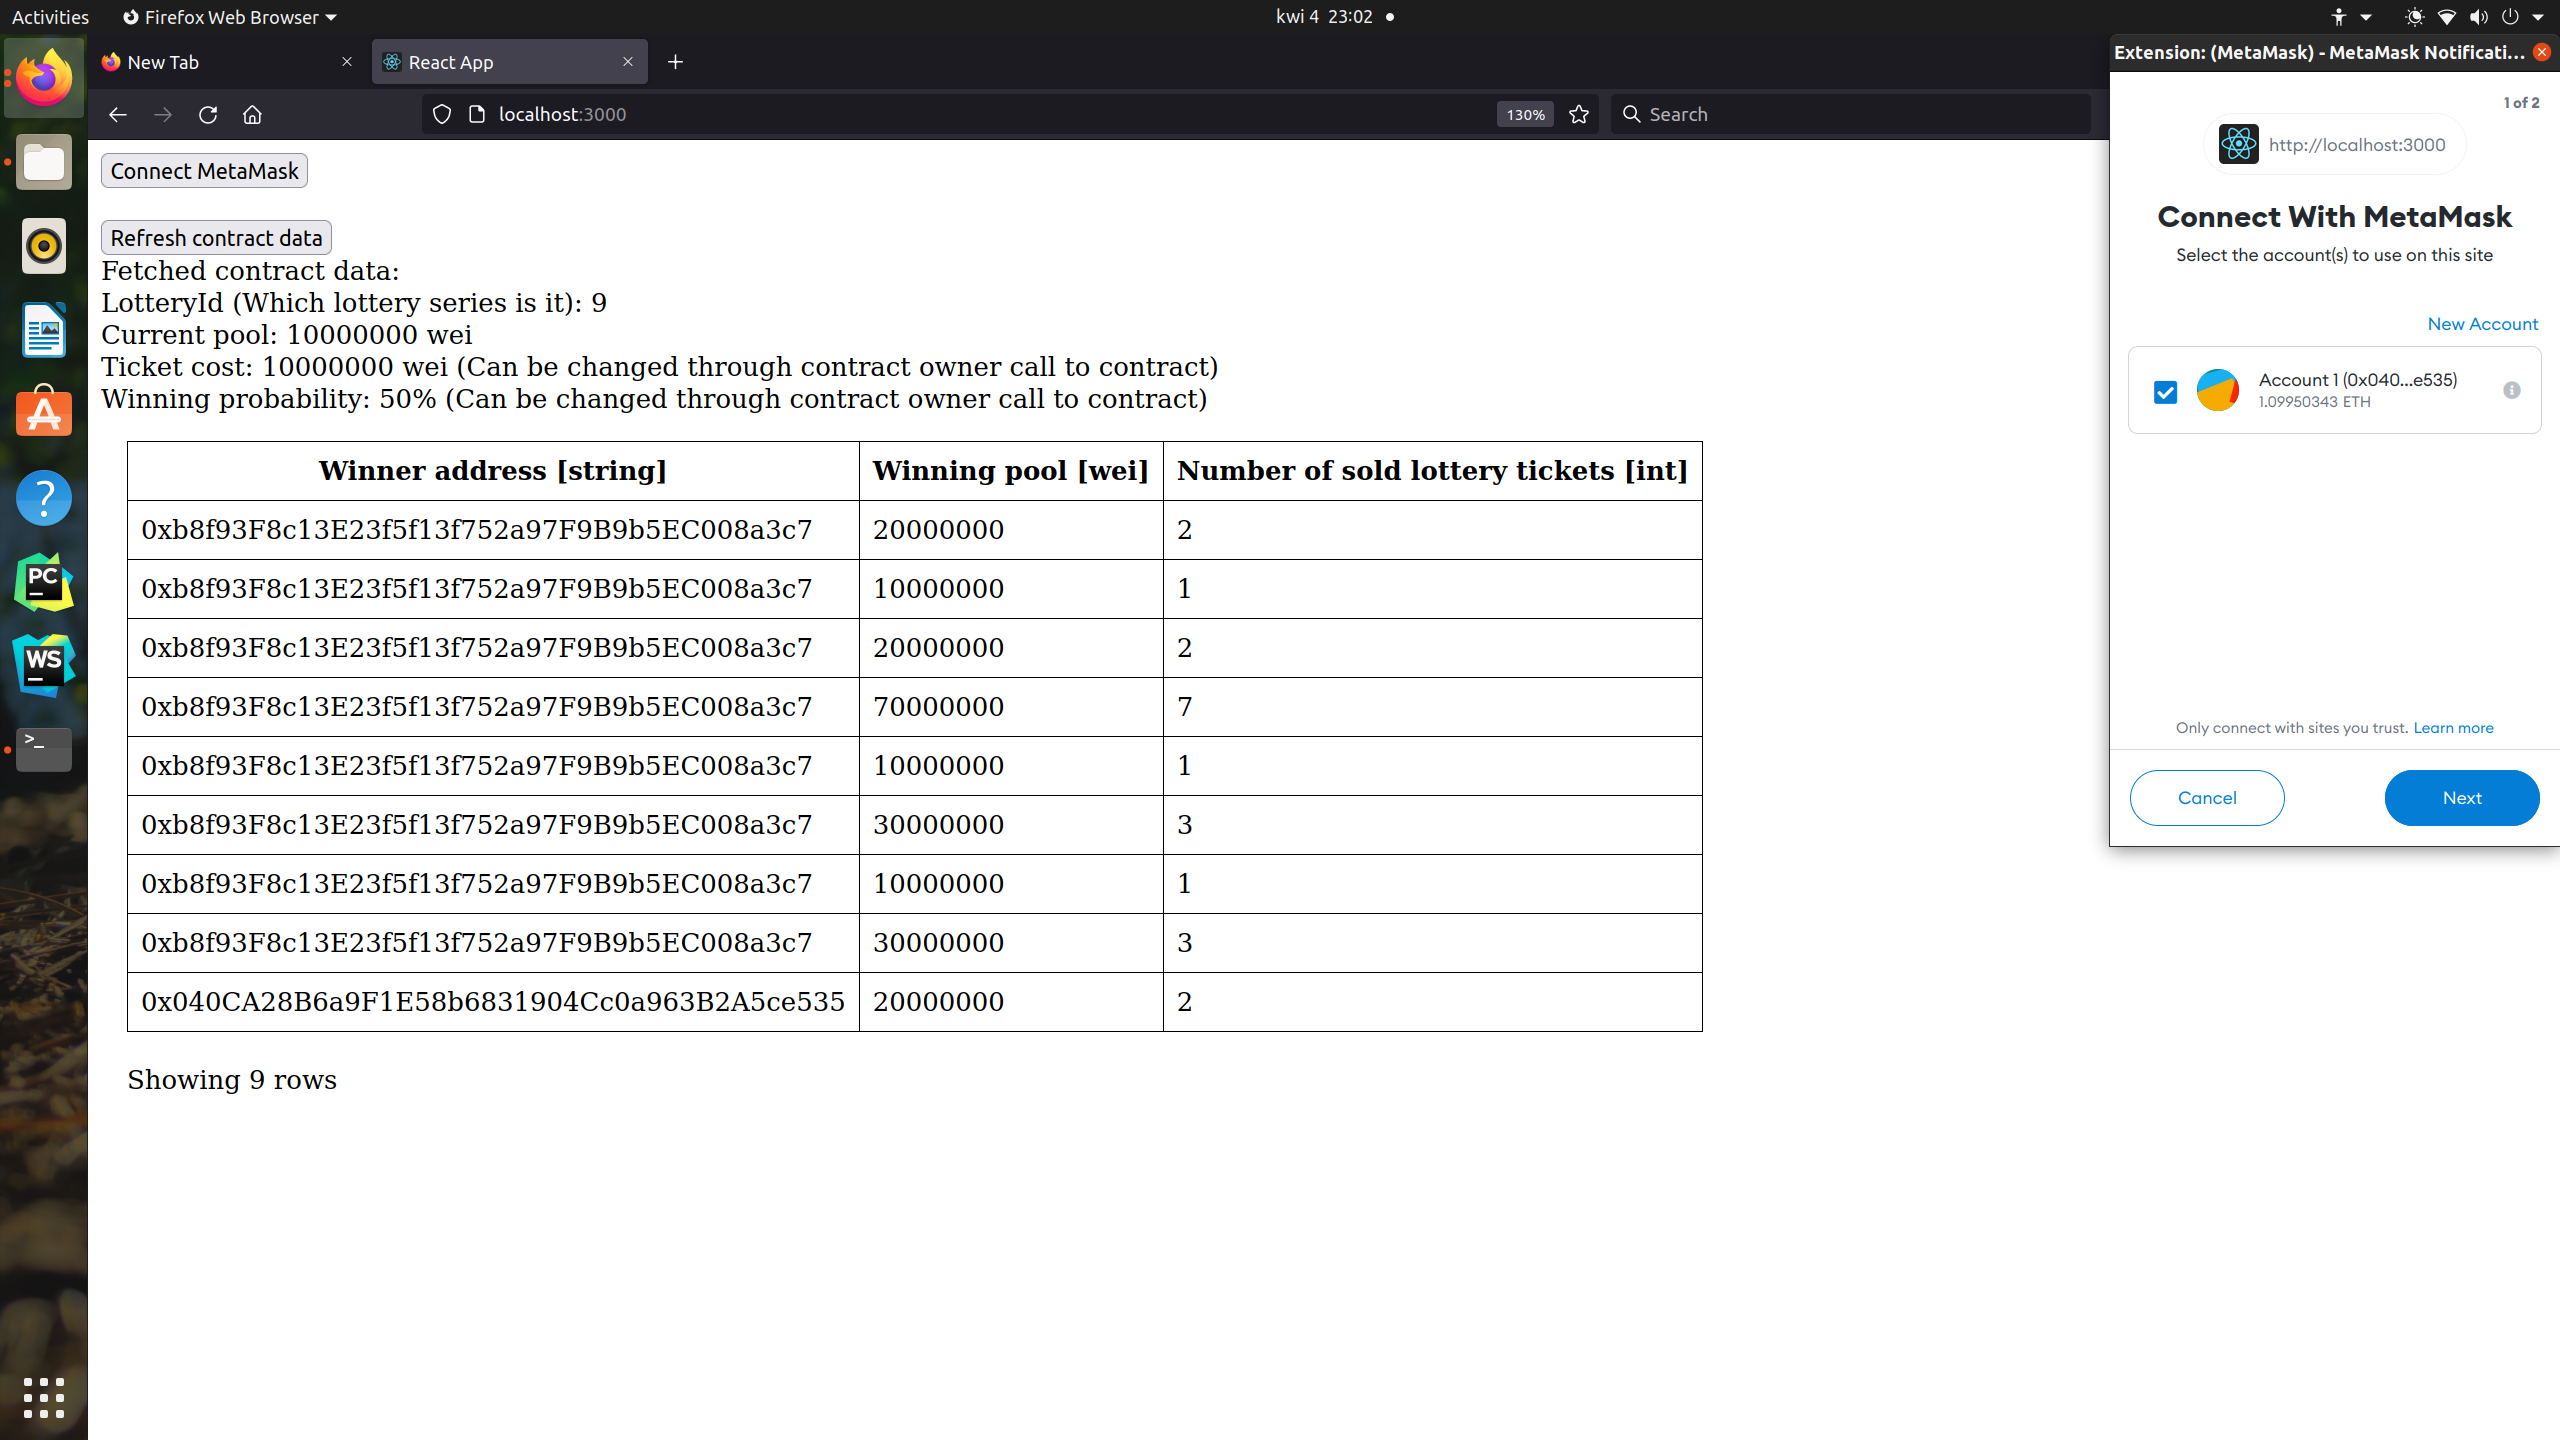 Activities
Firefox Web Browser
kwi 4 23:02
New Tab
React App
localhost:3000
130%
Search
Connect MetaMask
Refresh contract data
Fetched contract data:
LotteryId (Which lottery series is it): 9
Current pool: 10000000 wei
Ticket cost: 10000000 wei (Can be changed through contract owner call to contract)
Winning probability: 50% (Can be changed through contract owner call to contract)
Winner address [string] Winning pool [wei] Number of sold lottery tickets [int]
0xb8f93F8c13E23f5f13f752a97F9B9b5EC008a3c7 20000000 2
0xb8f93F8c13E23f5f13f752a97F9B9b5EC008a3c7 10000000 1
0xb8f93F8c13E23f5f13f752a97F9B9b5EC008a3c7 20000000 2
0xb8f93F8c13E23f5f13f752a97F9B9b5EC008a3c7 70000000 7
0xb8f93F8c13E23f5f13f752a97F9B9b5EC008a3c7 10000000 1
0xb8f93F8c13E23f5f13f752a97F9B9b5EC008a3c7 30000000 3
0xb8f93F8c13E23f5f13f752a97F9B9b5EC008a3c7 10000000 1
0xb8f93F8c13E23f5f13f752a97F9B9b5EC008a3c7 30000000 3
0x040CA28B6a9F1E58b6831904Cc0a963B2A5ce535 20000000 2
Showing 9 rows
Extension: (MetaMask) - MetaMask Notificati...
1 of 2
http://localhost:3000
Connect With MetaMask
Select the account(s) to use on this site
New Account
Account 1 (0x040...e535)
1.09950343 ETH
Only connect with sites you trust. Learn more
Cancel
Next
PC
WS